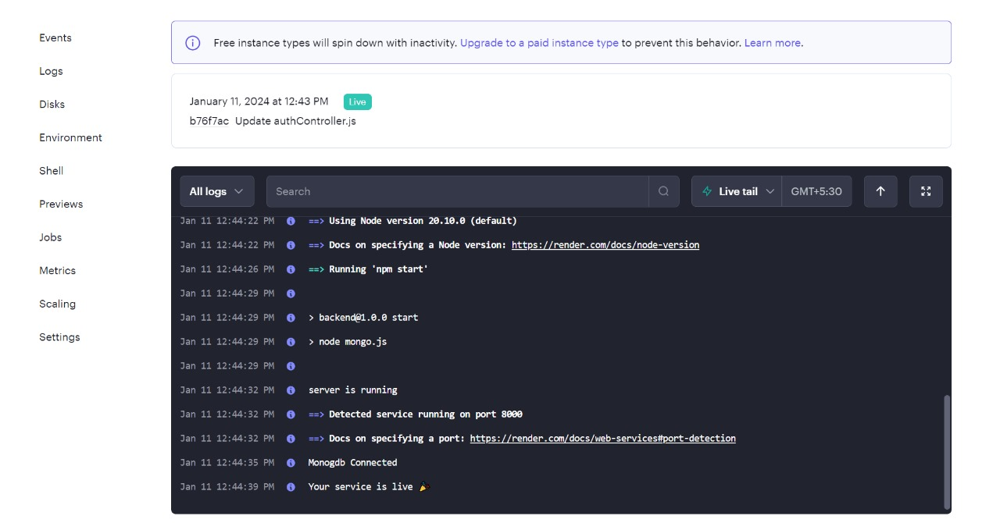 Events
Logs
Disks
Environment
Shell
Previews
Jobs
Metrics
Scaling
Settings
Free instance types will spin down with inactivity. Upgrade to a paid instance type to prevent this behavior. Learn more.
January 11, 2024 at 12:43 PM Live
b76f7ac Update authController.js
All logs Search Live tail GMT+5:30
Jan 11 12:44:22 PM ==> Using Node version 20.10.0 (default)
Jan 11 12:44:22 PM ==> Docs on specifying a Node version: https://render.com/docs/node-version
Jan 11 12:44:26 PM ==> Running 'npm start'
Jan 11 12:44:29 PM
Jan 11 12:44:29 PM > backend@1.0.0 start
Jan 11 12:44:29 PM > node mongo.js
Jan 11 12:44:29 PM
Jan 11 12:44:32 PM server is running
Jan 11 12:44:32 PM ==> Detected service running on port 8000
Jan 11 12:44:32 PM ==> Docs on specifying a port: https://render.com/docs/web-services#port-detection
Jan 11 12:44:35 PM Monogdb Connected
Jan 11 12:44:39 PM Your service is live 🎉